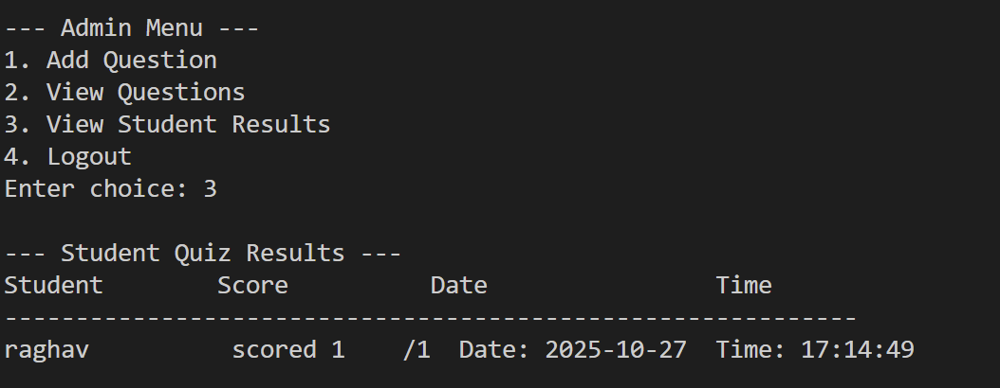 --- Admin Menu ---
1. Add Question
2. View Questions
3. View Student Results
4. Logout
Enter choice: 3

--- Student Quiz Results ---
Student        Score          Date                Time
------------------------------------------------------------
raghav          scored 1    /1  Date: 2025-10-27  Time: 17:14:49